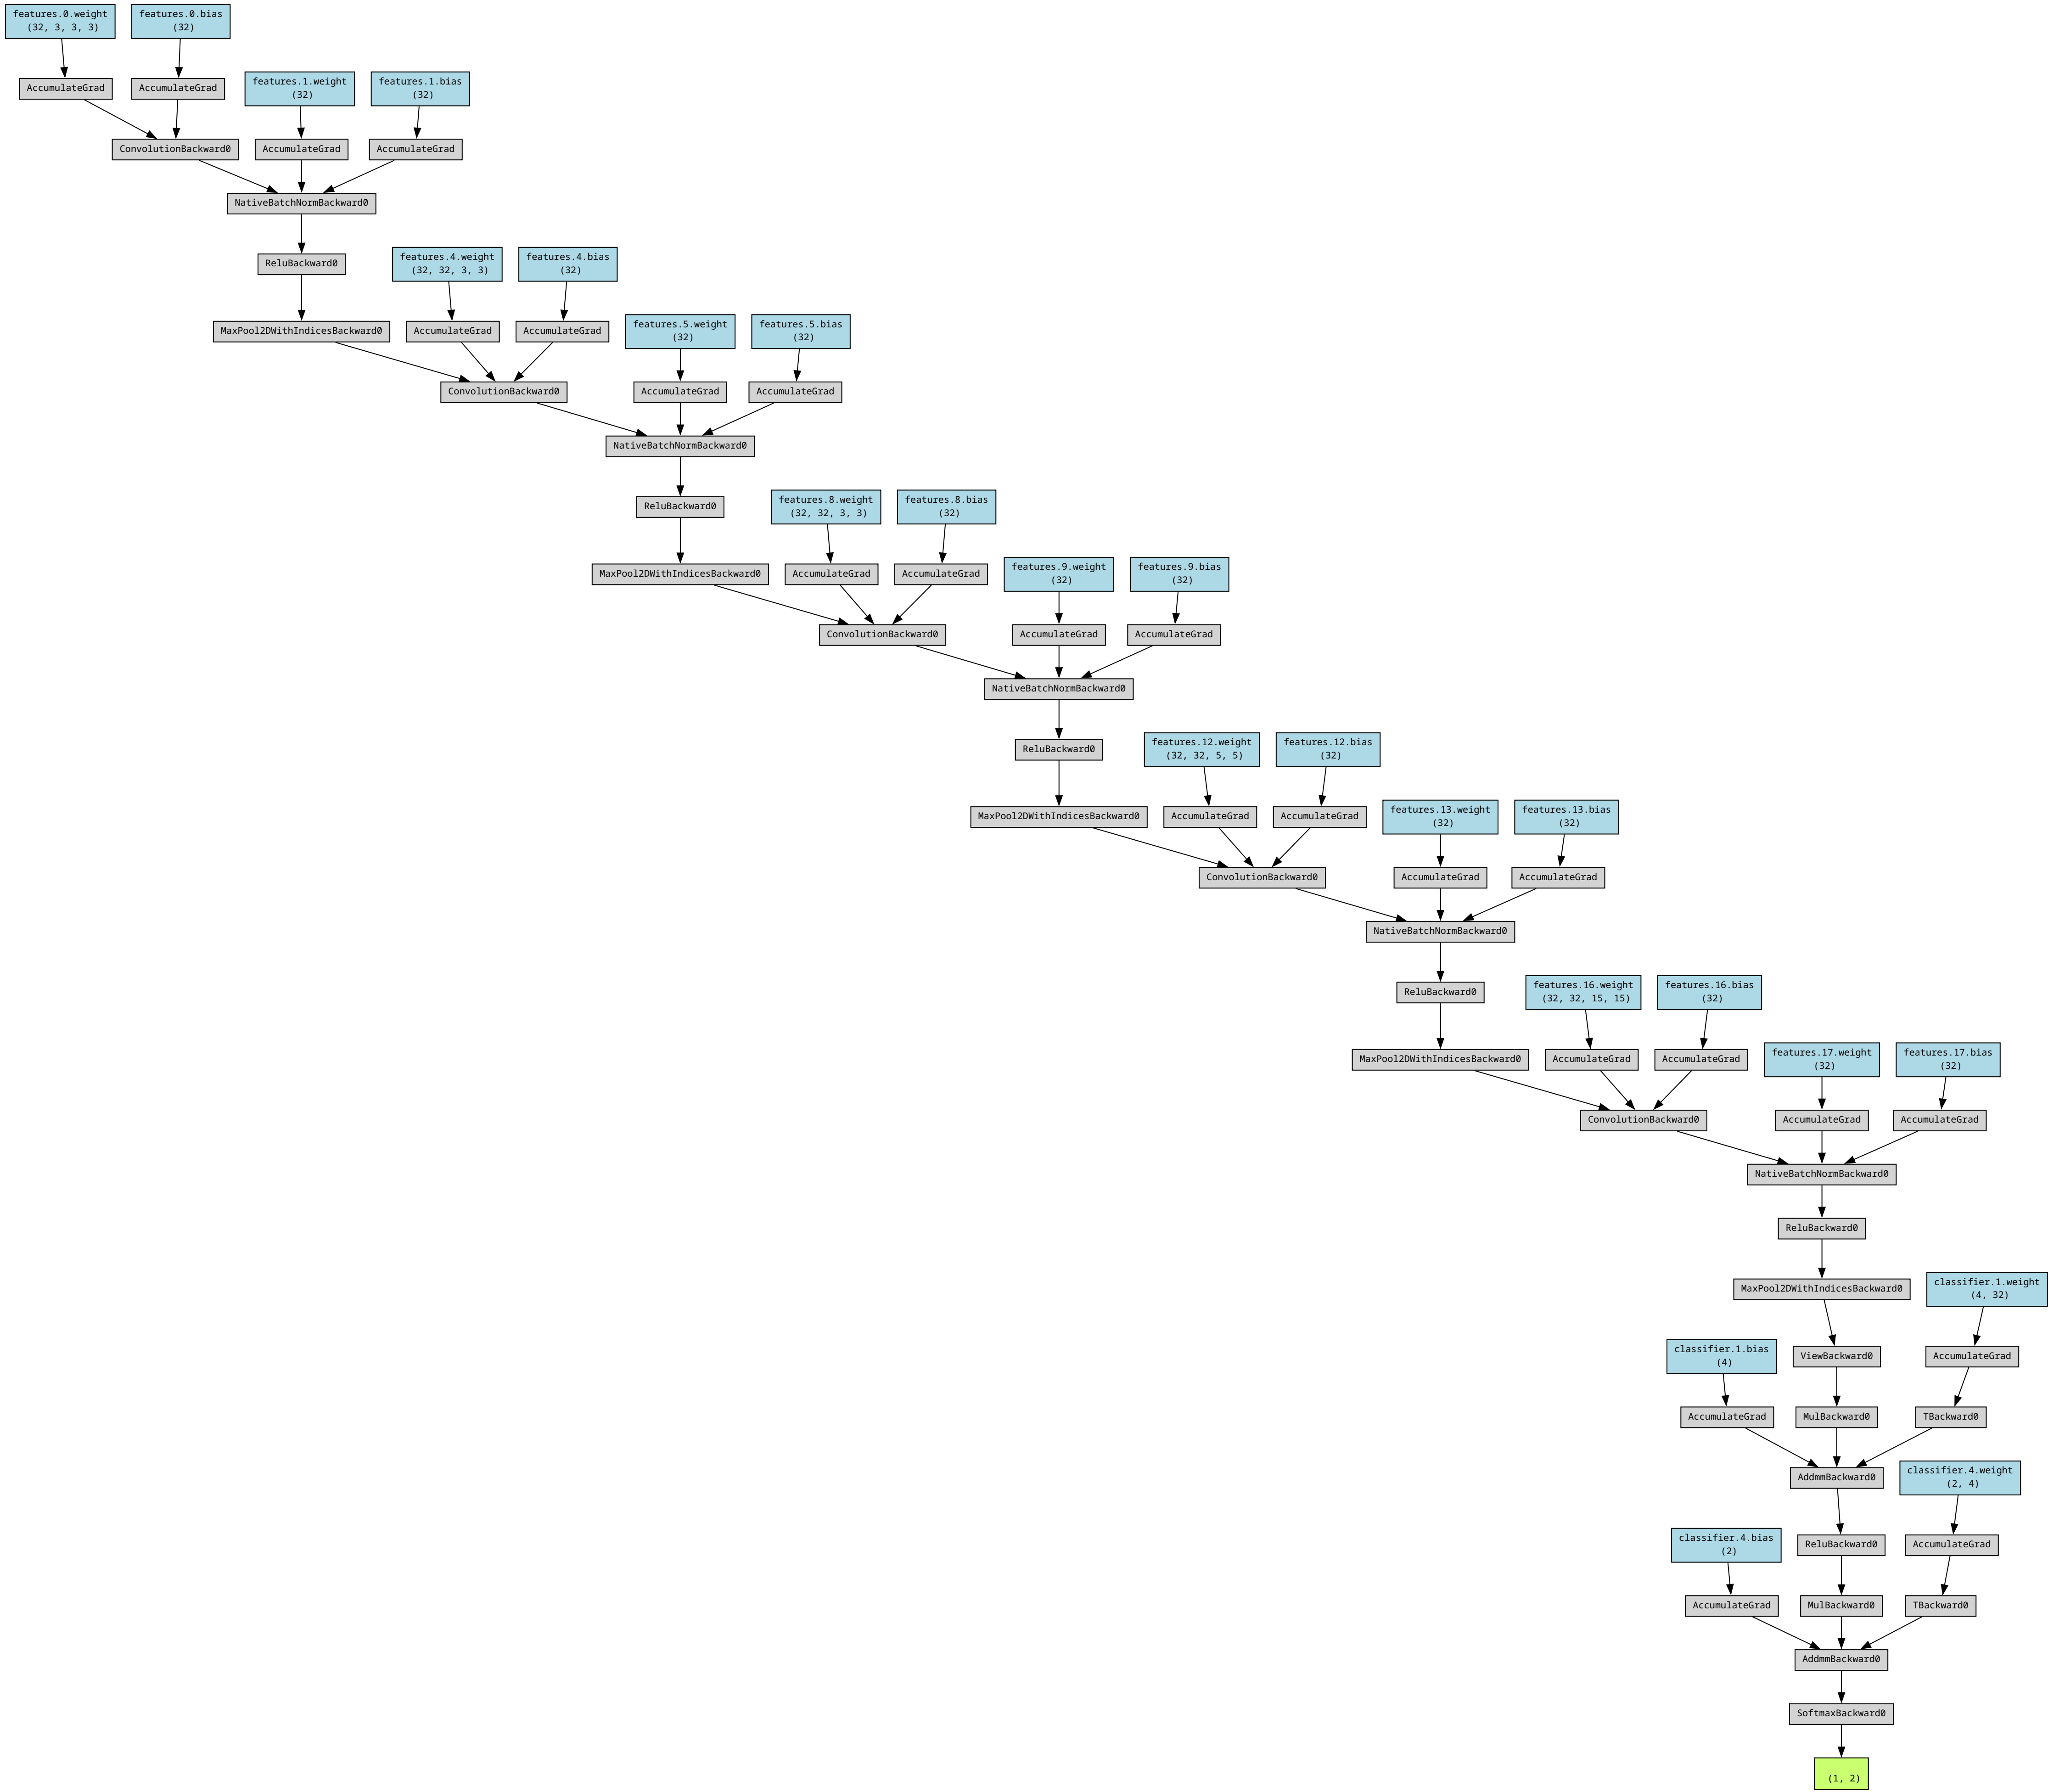 features.0.weight
(32, 3, 3, 3)
features.0.bias
(32)
AccumulateGrad
AccumulateGrad
features.1.weight
(32)
features.1.bias
(32)
ConvolutionBackward0
AccumulateGrad
AccumulateGrad
NativeBatchNormBackward0
ReluBackward0
features.4.weight
(32, 32, 3, 3)
features.4.bias
(32)
MaxPool2DWithIndicesBackward0
AccumulateGrad
AccumulateGrad
features.5.weight
(32)
features.5.bias
(32)
ConvolutionBackward0
AccumulateGrad
AccumulateGrad
NativeBatchNormBackward0
ReluBackward0
features.8.weight
(32, 32, 3, 3)
features.8.bias
(32)
MaxPool2DWithIndicesBackward0
AccumulateGrad
AccumulateGrad
features.9.weight
(32)
features.9.bias
(32)
ConvolutionBackward0
AccumulateGrad
AccumulateGrad
NativeBatchNormBackward0
ReluBackward0
features.12.weight
(32, 32, 5, 5)
features.12.bias
(32)
MaxPool2DWithIndicesBackward0
AccumulateGrad
AccumulateGrad
features.13.weight
(32)
features.13.bias
(32)
ConvolutionBackward0
AccumulateGrad
AccumulateGrad
NativeBatchNormBackward0
ReluBackward0
features.16.weight
(32, 32, 15, 15)
features.16.bias
(32)
MaxPool2DWithIndicesBackward0
AccumulateGrad
AccumulateGrad
features.17.weight
(32)
features.17.bias
(32)
ConvolutionBackward0
AccumulateGrad
AccumulateGrad
NativeBatchNormBackward0
ReluBackward0
MaxPool2DWithIndicesBackward0
classifier.1.weight
(4, 32)
classifier.1.bias
(4)
ViewBackward0
AccumulateGrad
AccumulateGrad
MulBackward0
TBackward0
AddmmBackward0
classifier.4.weight
(2, 4)
classifier.4.bias
(2)
ReluBackward0
AccumulateGrad
AccumulateGrad
MulBackward0
TBackward0
AddmmBackward0
SoftmaxBackward0
(1, 2)